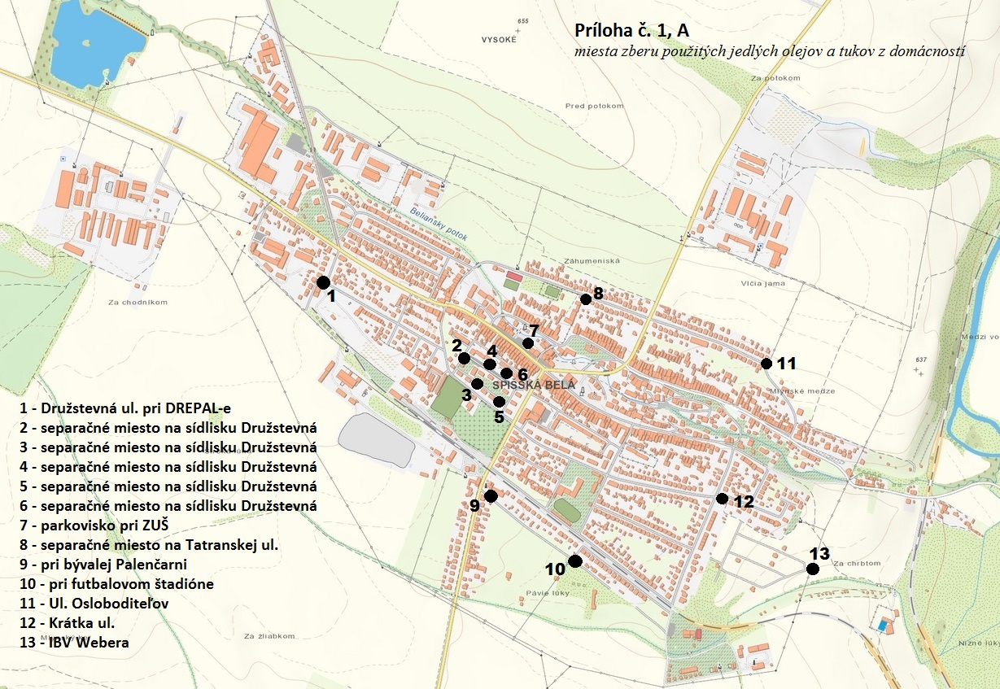 Príloha č. 1, A
miesta zberu použitých jedlých olejov a tukov z domácností
655
VYSOKÉ
Za potokom
Pred potokom
Beliansky potok
Záhumeniská
1
Vlčia jama
Za chodníkom
1
8
7
2
4
6
3
5
SPIŠSKÁ BELÁ
11
Medzi
637
Mlynské medze
9
12
10
13
Za chrbtom
Pávie lúky
Za žliabkom
Nižné lúky
1 - Družstevná ul. pri DREPAL-e
2 - separačné miesto na sídlisku Družstevná
3 - separačné miesto na sídlisku Družstevná
4 - separačné miesto na sídlisku Družstevná
5 - separačné miesto na sídlisku Družstevná
6 - separačné miesto na sídlisku Družstevná
7 - parkovisko pri ZUŠ
8 - separačné miesto na Tatranskej ul.
9 - pri bývalej Palenčarni
10 - pri futbalovom štadióne
11 - Ul. Osloboditeľov
12 - Krátka ul.
13 - IBV Webera